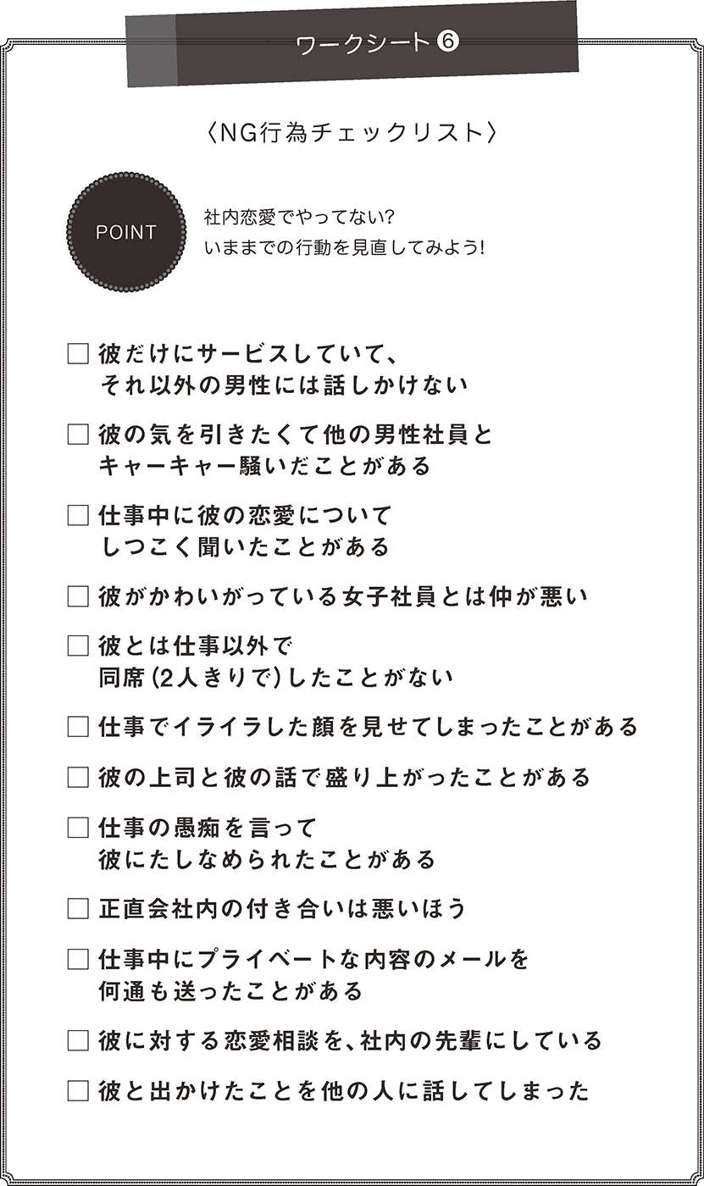 ワークシート❻
〈NG行為チェックリスト〉
POINT
社内恋愛でやってない?
いままでの行動を見直してみよう!
□ 彼だけにサービスしていて、
それ以外の男性には話しかけない
□ 彼の気を引きたくて他の男性社員と
キャーキャー騒いだことがある
□ 仕事中に彼の恋愛について
しつこく聞いたことがある
□ 彼がかわいがっている女子社員とは仲が悪い
□ 彼とは仕事以外で
同席(2人きりで)したことがない
□ 仕事でイライラした顔を見せてしまったことがある
□ 彼の上司と彼の話で盛り上がったことがある
□ 仕事の愚痴を言って
彼にたしなめられたことがある
□ 正直会社内の付き合いは悪いほう
□ 仕事中にプライベートな内容のメールを
何通も送ったことがある
□ 彼に対する恋愛相談を、社内の先輩にしている
□ 彼と出かけたことを他の人に話してしまった